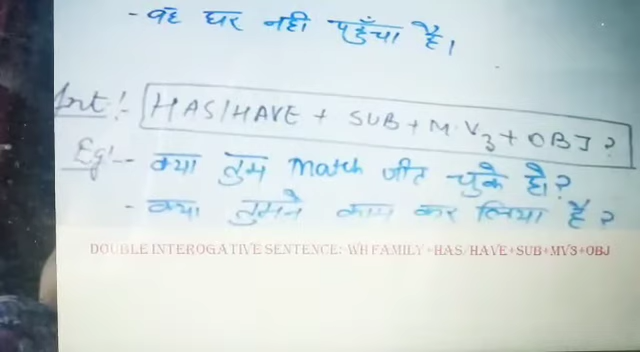 - वह घर नही पहुँचा है।
Int:- HAS/HAVE + SUB + M.V3 + OBJ ?
Eg:- क्या तुम match जीत चुके हो?
- क्या तुमने काम कर लिया है ?
DOUBLE INTEROGATIVE SENTENCE:- WH FAMILY+HAS/HAVE+SUB+MV3+OBJ